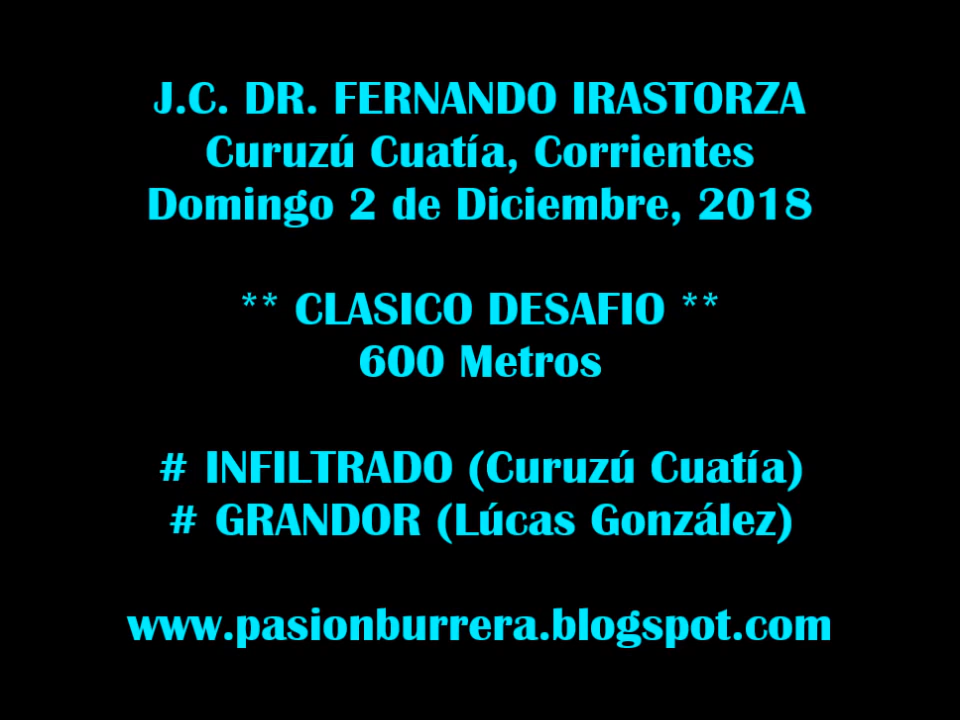 J.C. DR. FERNANDO IRASTORZA
Curuzú Cuatía, Corrientes
Domingo 2 de Diciembre, 2018
** CLASICO DESAFIO **
600 Metros
# INFILTRADO (Curuzú Cuatía)
# GRANDOR (Lúcas González)
www.pasionburrera.blogspot.com